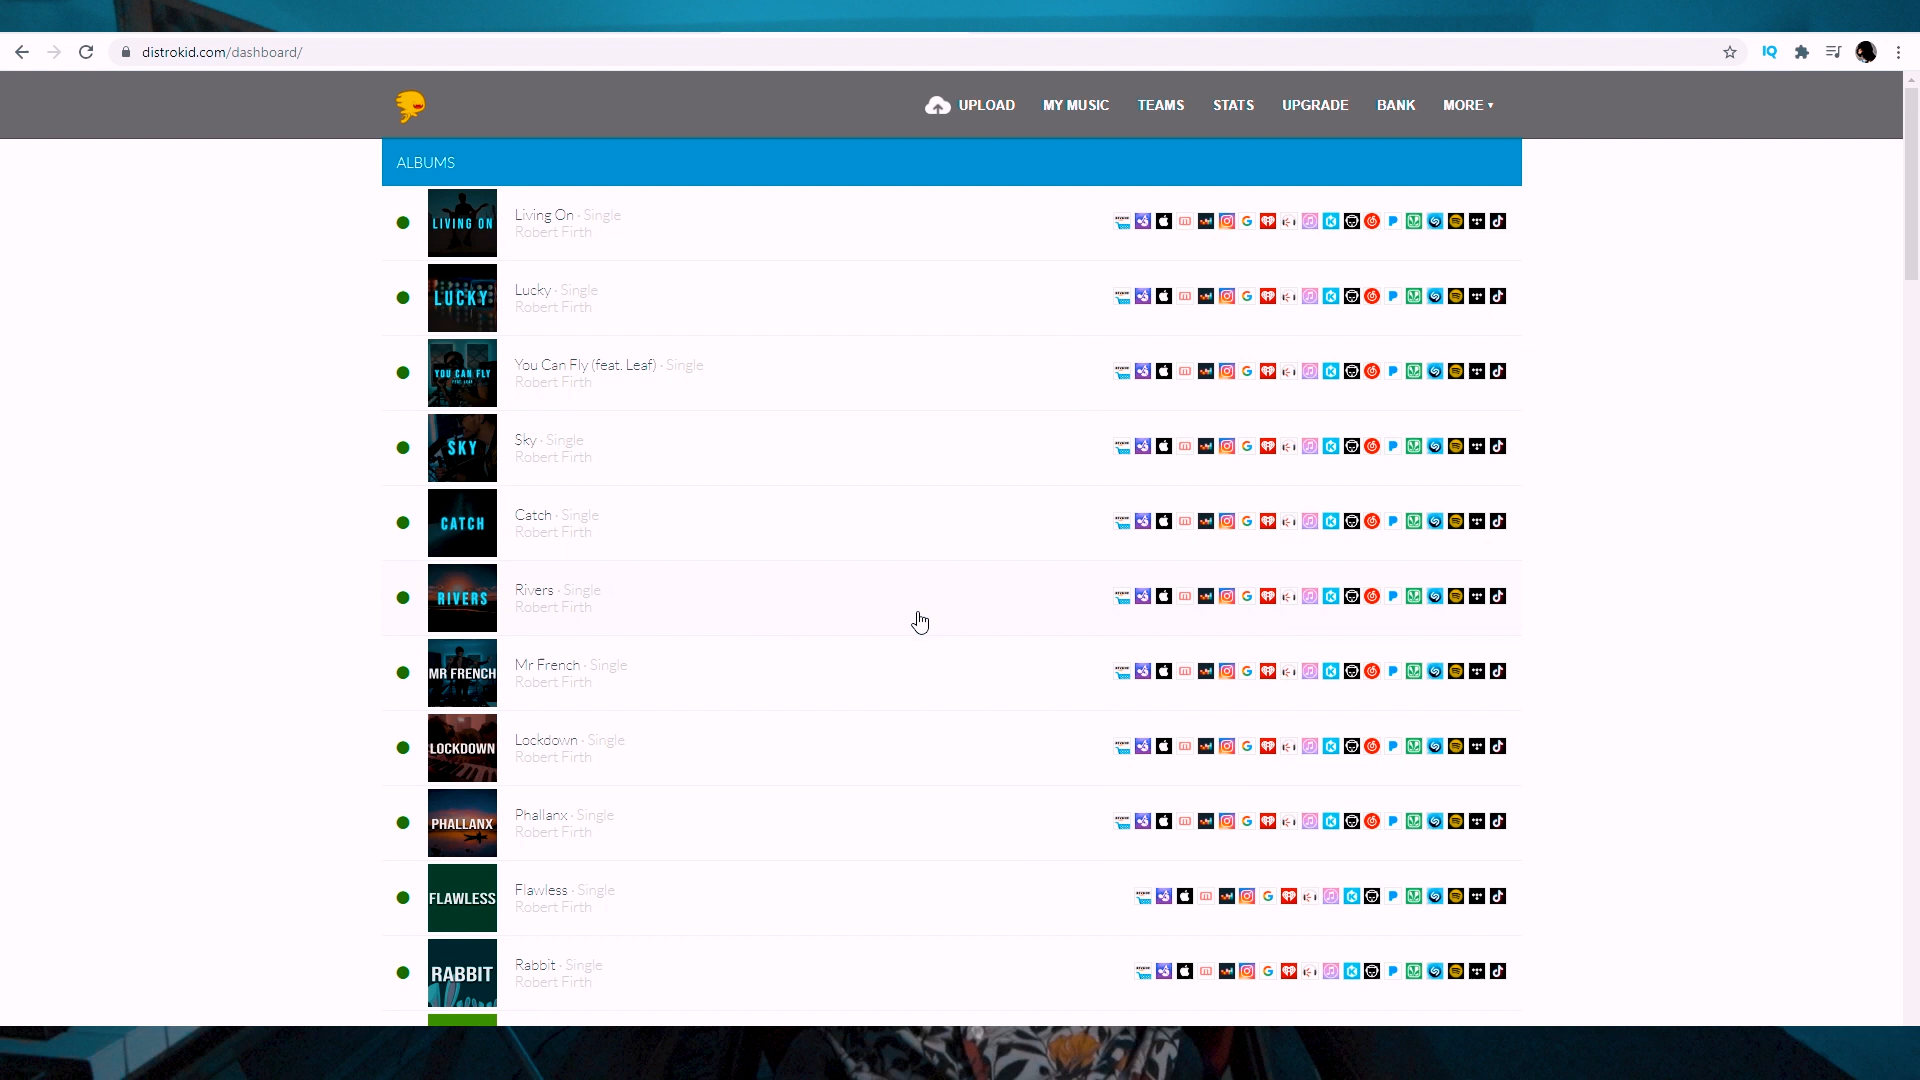 distrokid.com/dashboard/
IQ
UPLOAD MY MUSIC TEAMS STATS UPGRADE BANK MORE ▾
ALBUMS
LIVING ON
Living On · Single
Robert Firth
LUCKY
Lucky · Single
Robert Firth
YOU CAN FLY
FEAT. LEAF
You Can Fly (feat. Leaf) · Single
Robert Firth
SKY
Sky · Single
Robert Firth
CATCH
Catch · Single
Robert Firth
RIVERS
Rivers · Single
Robert Firth
MR FRENCH
Mr French · Single
Robert Firth
LOCKDOWN
Lockdown · Single
Robert Firth
PHALLANX
Phallanx · Single
Robert Firth
FLAWLESS
Flawless · Single
Robert Firth
RABBIT
Rabbit · Single
Robert Firth